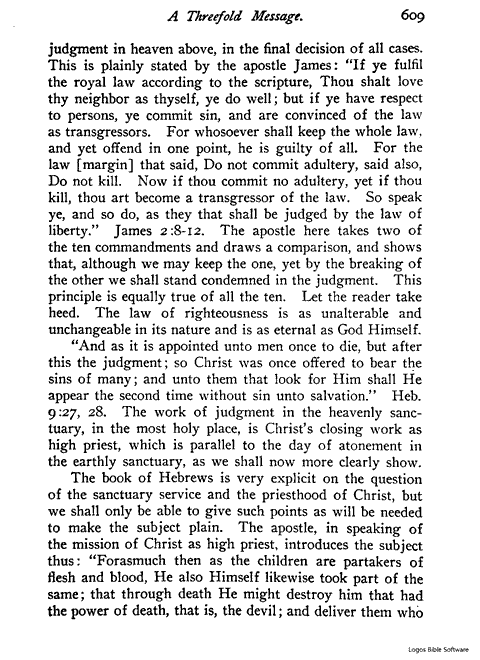 A Threefold Message. 609
judgment in heaven above, in the final decision of all cases.
This is plainly stated by the apostle James: "If ye fulfil
the royal law according to the scripture, Thou shalt love
thy neighbor as thyself, ye do well; but if ye have respect
to persons, ye commit sin, and are convinced of the law
as transgressors. For whosoever shall keep the whole law,
and yet offend in one point, he is guilty of all. For the
law [margin] that said, Do not commit adultery, said also,
Do not kill. Now if thou commit no adultery, yet if thou
kill, thou art become a transgressor of the law. So speak
ye, and so do, as they that shall be judged by the law of
liberty." James 2:8-12. The apostle here takes two of
the ten commandments and draws a comparison, and shows
that, although we may keep the one, yet by the breaking of
the other we shall stand condemned in the judgment. This
principle is equally true of all the ten. Let the reader take
heed. The law of righteousness is as unalterable and
unchangeable in its nature and is as eternal as God Himself.
"And as it is appointed unto men once to die, but after
this the judgment; so Christ was once offered to bear the
sins of many; and unto them that look for Him shall He
appear the second time without sin unto salvation." Heb.
9:27, 28. The work of judgment in the heavenly sanc-
tuary, in the most holy place, is Christ's closing work as
high priest, which is parallel to the day of atonement in
the earthly sanctuary, as we shall now more clearly show.
The book of Hebrews is very explicit on the question
of the sanctuary service and the priesthood of Christ, but
we shall only be able to give such points as will be needed
to make the subject plain. The apostle, in speaking of
the mission of Christ as high priest, introduces the subject
thus: "Forasmuch then as the children are partakers of
flesh and blood, He also Himself likewise took part of the
same; that through death He might destroy him that had
the power of death, that is, the devil; and deliver them who
Logos Bible Software